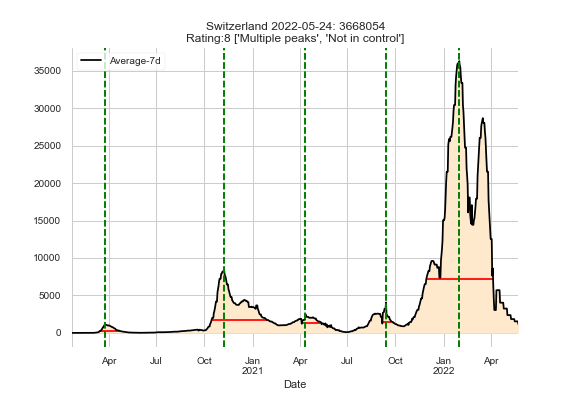 Switzerland 2022-05-24: 3668054
Rating:8 ['Multiple peaks', 'Not in control']
Average-7d
35000
30000
25000
20000
15000
10000
5000
0
Apr Jul Oct Jan Apr Jul Oct Jan Apr
2021 2022
Date